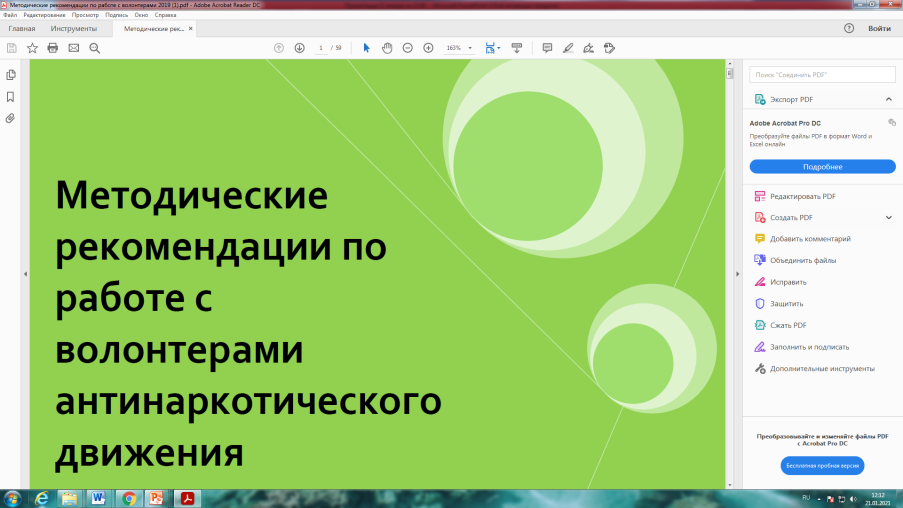 Методические рекомендации по работе с волонтерами 2019 (1).pdf - Adobe Acrobat Reader DC
Файл Редактирование Просмотр Подпись Окно Справка
Главная Инструменты Методические рек... ×
Войти
1 / 59 163%
Методические
рекомендации по
работе с
волонтерами
антинаркотического
движения
Поиск "Соединить PDF"
Экспорт PDF
Adobe Acrobat Pro DC
Преобразуйте файлы PDF в формат Word и
Excel онлайн
Подробнее
Редактировать PDF
Создать PDF
Добавить комментарий
Объединить файлы
Исправить
Защитить
Сжать PDF
Заполнить и подписать
Дополнительные инструменты
Преобразовывайте и изменяйте файлы PDF
с Acrobat Pro DC
Бесплатная пробная версия
RU
12:12
21.01.2021